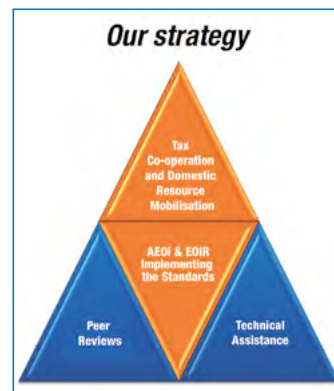 Our strategy
Tax
Co-operation
and Domestic
Resource
Mobilisation
AEOI & EOIR
Implementing
the Standards
Peer
Reviews
Technical
Assistance